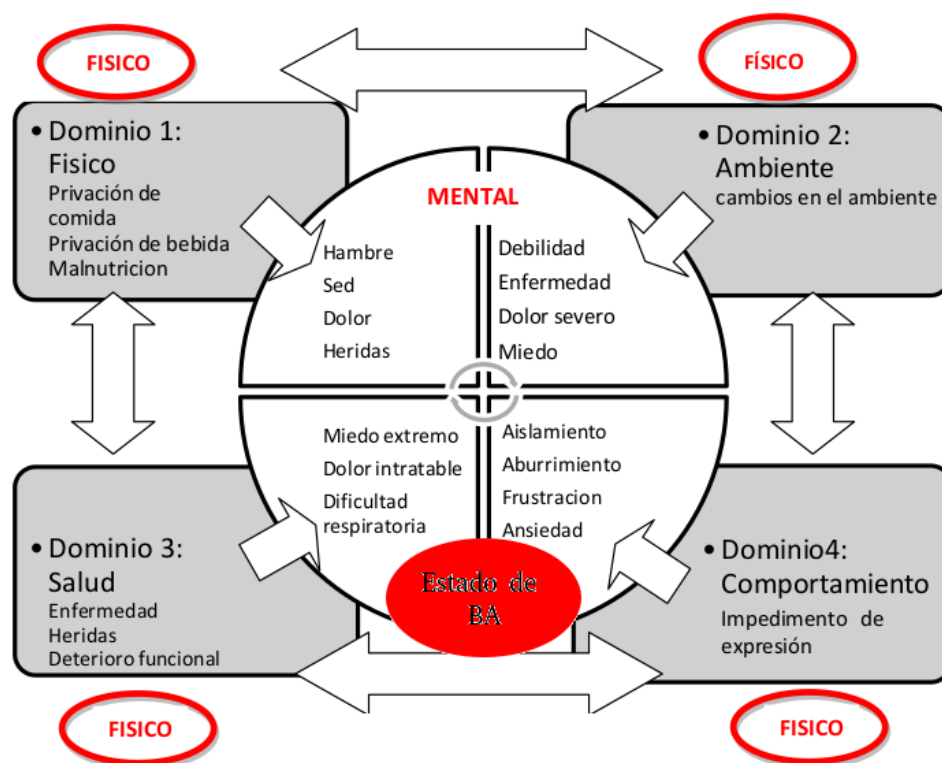 FISICO
FÍSICO
• Dominio 1:
Fisico
Privación de
comida
Privación de bebida
Malnutricion
• Dominio 2:
Ambiente
cambios en el ambiente
MENTAL
Hambre
Sed
Dolor
Heridas
Debilidad
Enfermedad
Dolor severo
Miedo
Miedo extremo
Dolor intratable
Dificultad
respiratoria
Aislamiento
Aburrimiento
Frustracion
Ansiedad
Estado de
BA
• Dominio 3:
Salud
Enfermedad
Heridas
Deterioro funcional
• Dominio4:
Comportamiento
Impedimento de
expresión
FISICO
FISICO